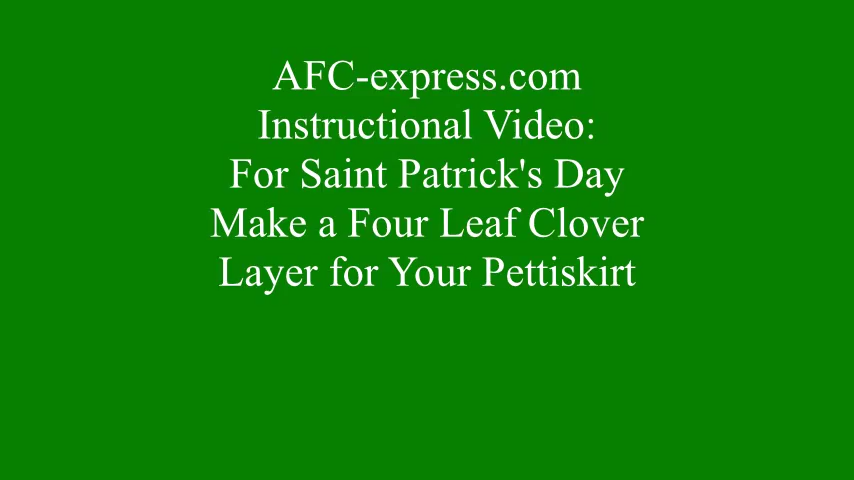 AFC-express.com
Instructional Video:
For Saint Patrick's Day
Make a Four Leaf Clover
Layer for Your Pettiskirt